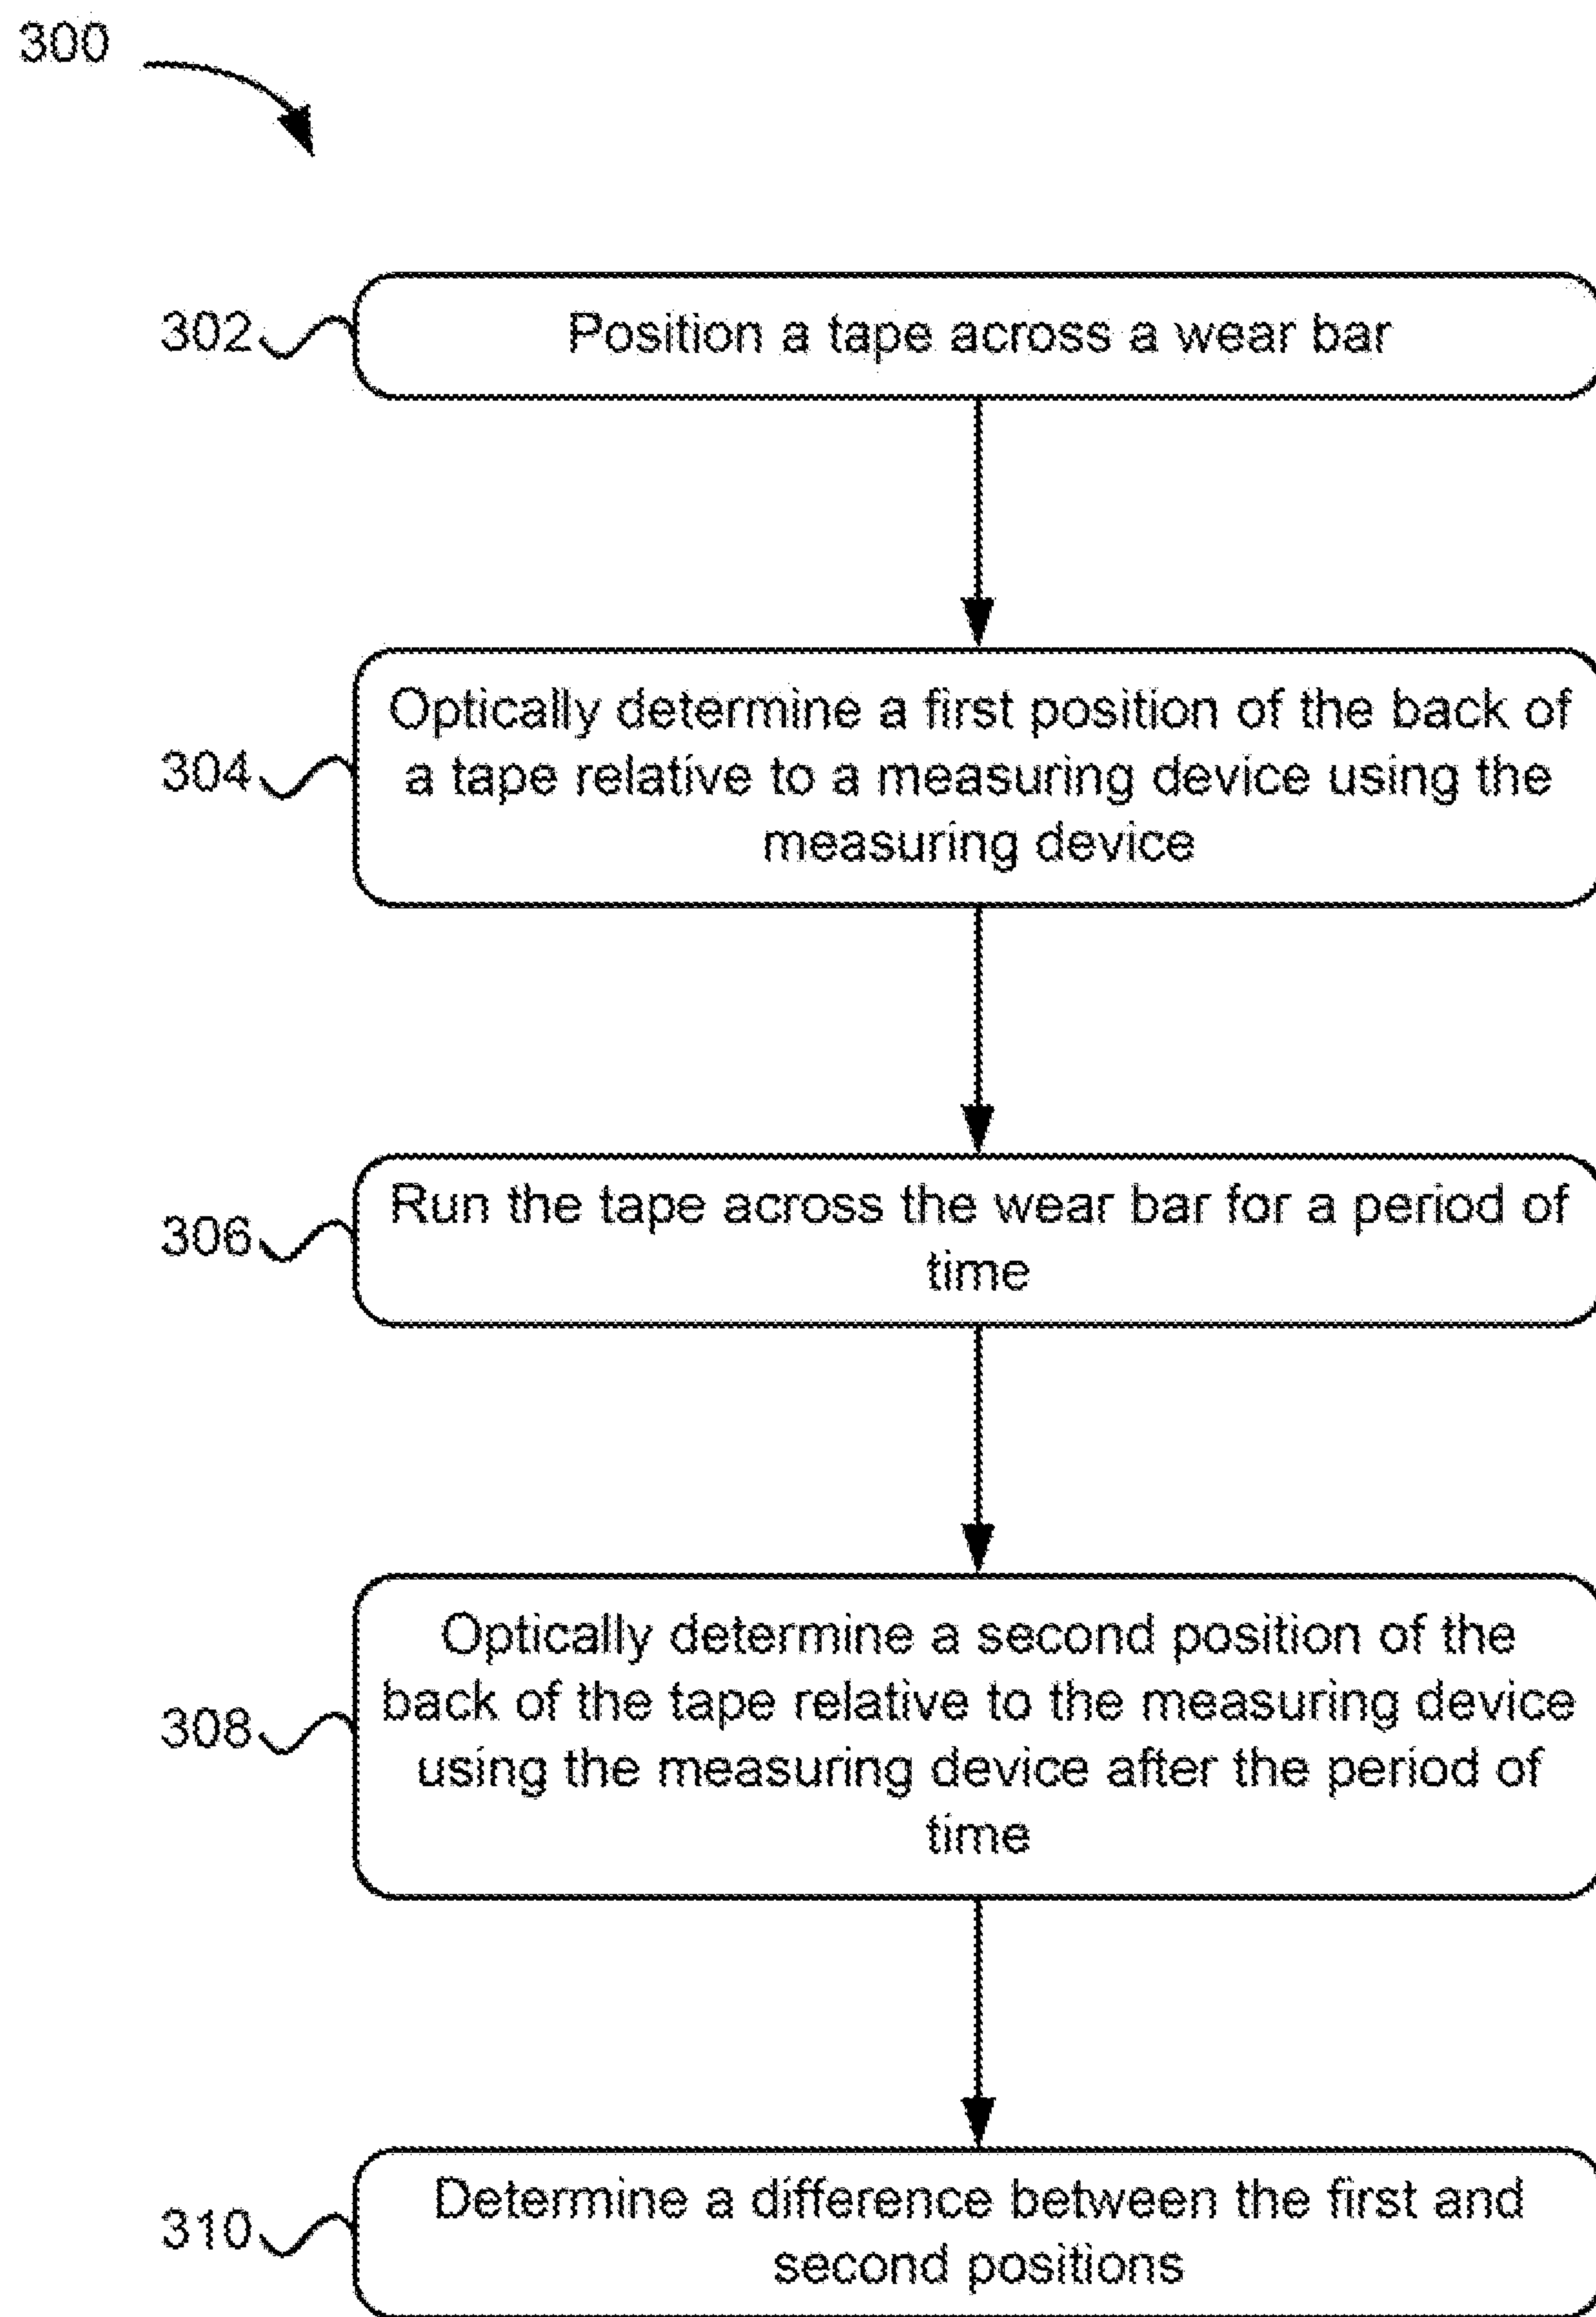 300
302
Position a tape across a wear bar
Optically determine a first position of the back of
304
a tape relative to a measuring device using the
measuring device
Run the tape across the wear bar for a period of
306
time
Optically determine a second position of the
back of the tape relative to the measuring device
308
using the measuring device after the period of
time
Determine a difference between the first and
310
second positions